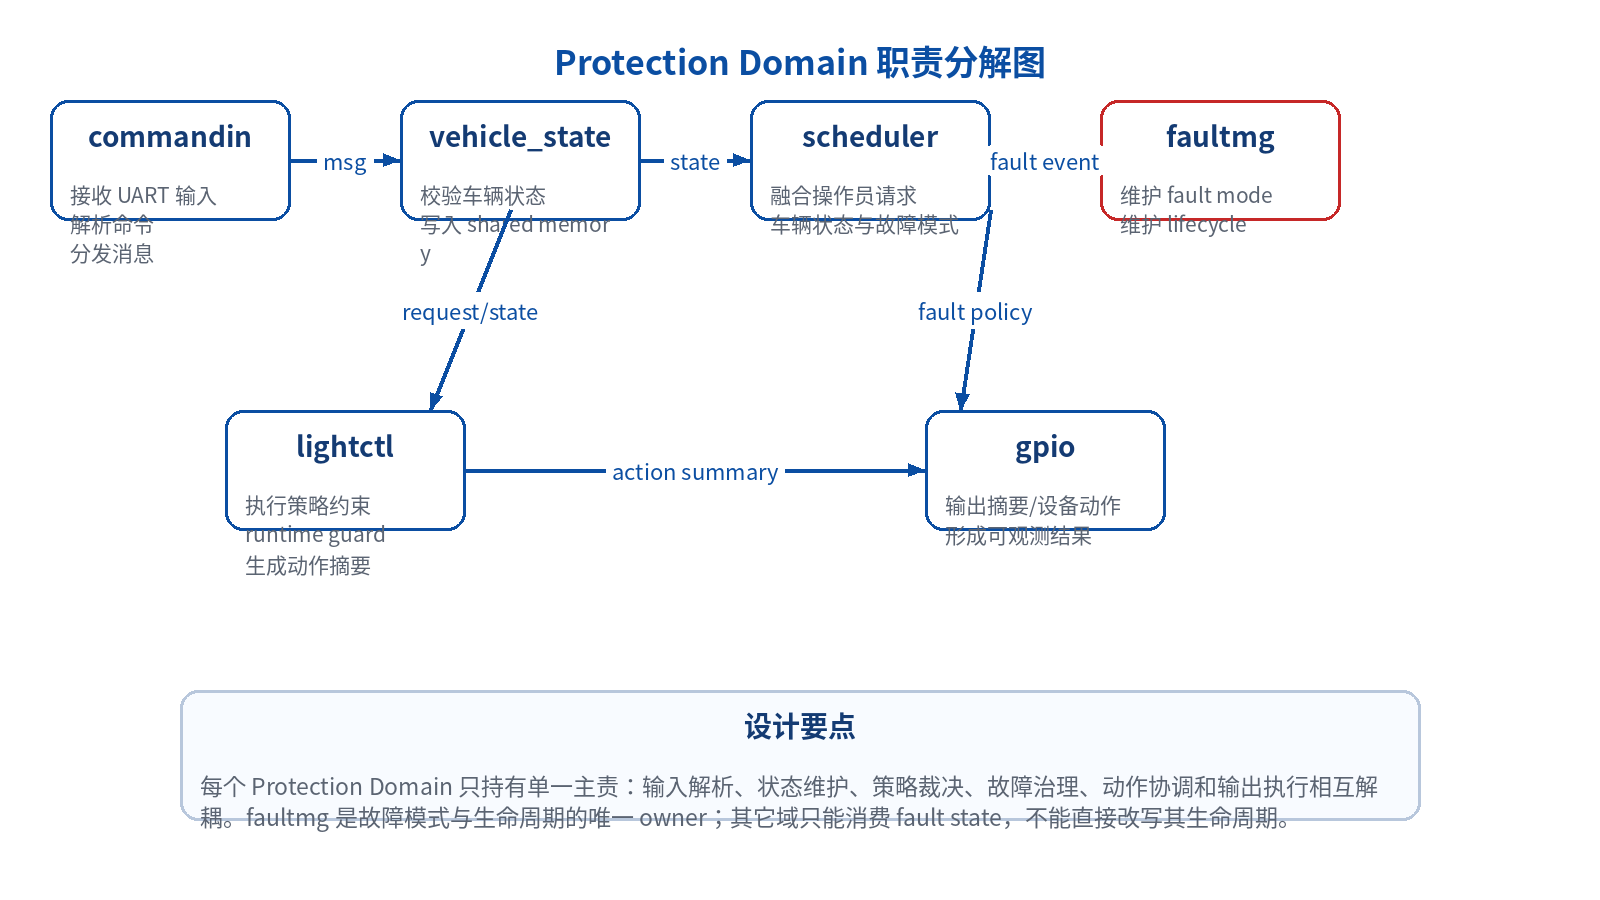 Protection Domain 职责分解图
commandin
接收 UART 输入
解析命令
分发消息
msg
vehicle_state
校验车辆状态
写入 shared memor
y
state
scheduler
融合操作员请求
车辆状态与故障模式
fault event
faultmg
维护 fault mode
维护 lifecycle
request/state
fault policy
lightctl
执行策略约束
runtime guard
生成动作摘要
action summary
gpio
输出摘要/设备动作
形成可观测结果
设计要点
每个 Protection Domain 只持有单一主责：输入解析、状态维护、策略裁决、故障治理、动作协调和输出执行相互解
耦。faultmg 是故障模式与生命周期的唯一 owner；其它域只能消费 fault state，不能直接改写其生命周期。